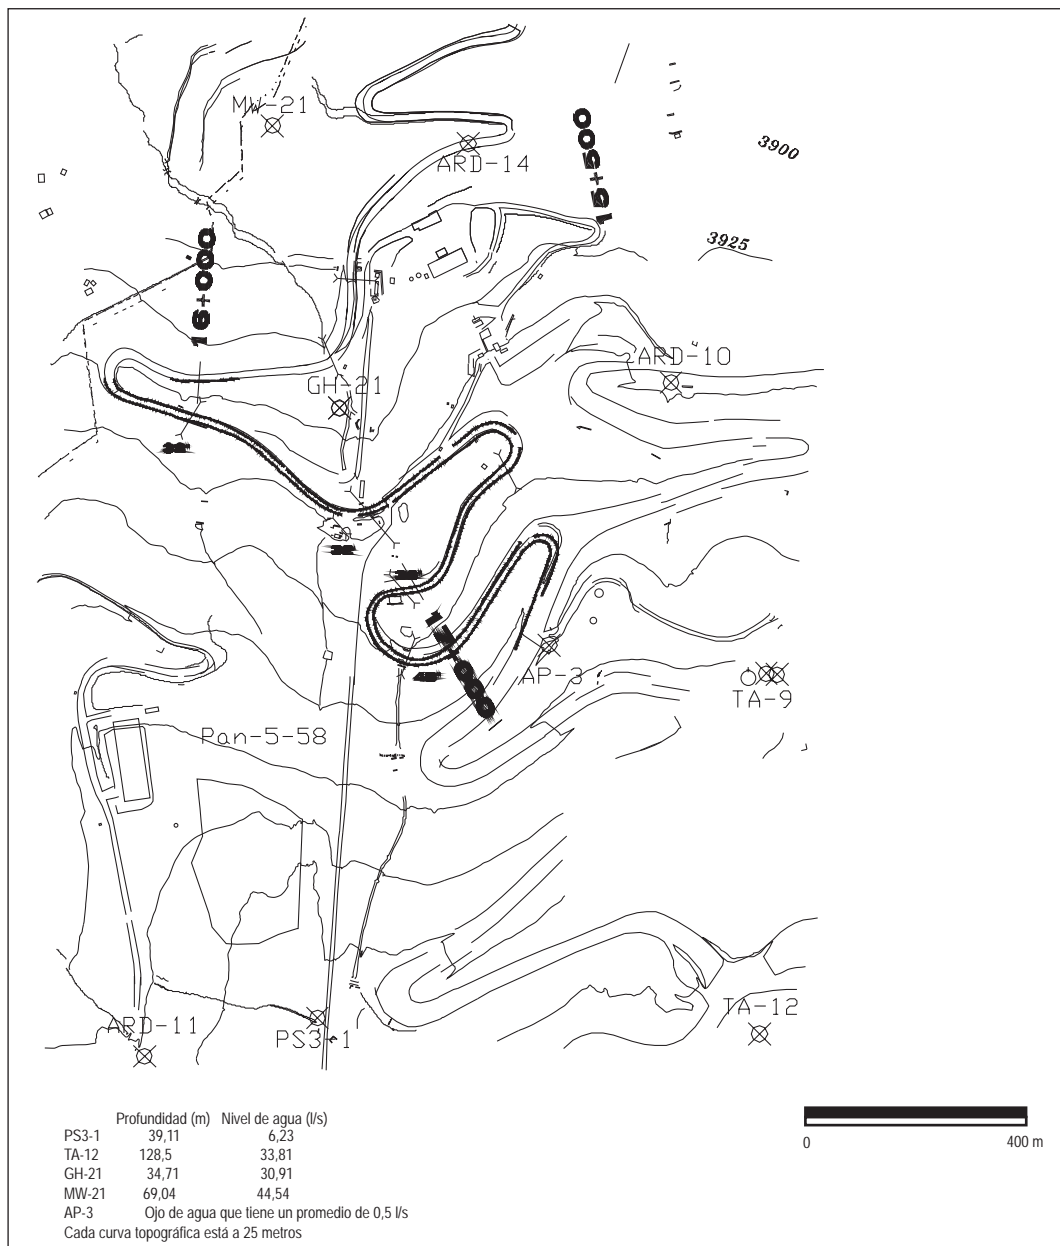 MW-21
ARD-14
15+500
3900
3925
16+000
ARD-10
GH-21
AP-3
TA-9
Pan-5-58
ARD-11
PS3-1
TA-12
Profundidad (m) Nivel de agua (l/s)
PS3-1 39,11 6,23
TA-12 128,5 33,81
GH-21 34,71 30,91
MW-21 69,04 44,54
AP-3 Ojo de agua que tiene un promedio de 0,5 l/s
Cada curva topográfica está a 25 metros
0 400 m